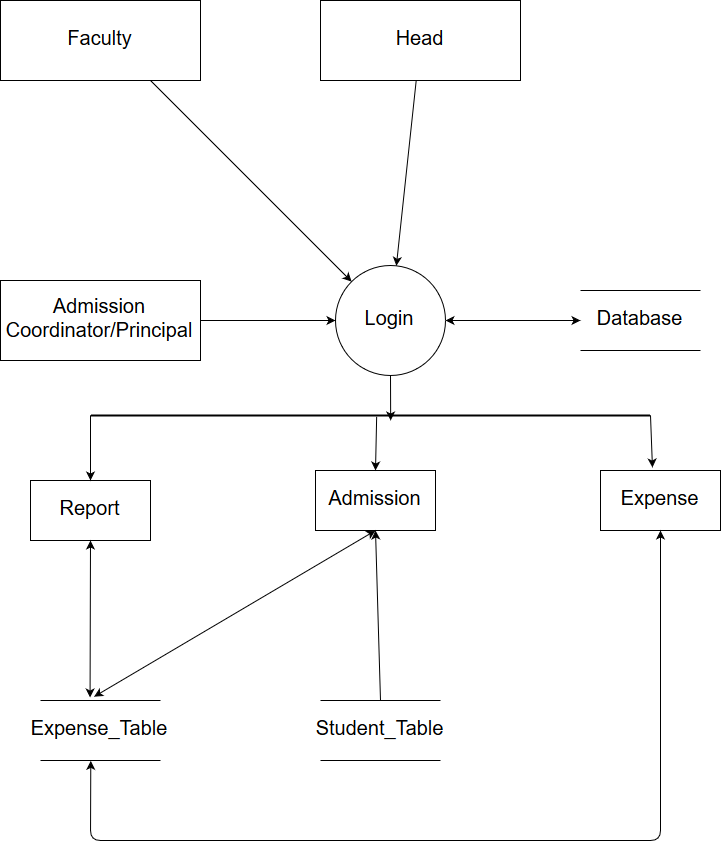 Faculty
Head
Admission
Coordinator/Principal
Login
Database
Report
Admission
Expense
Expense_Table
Student_Table